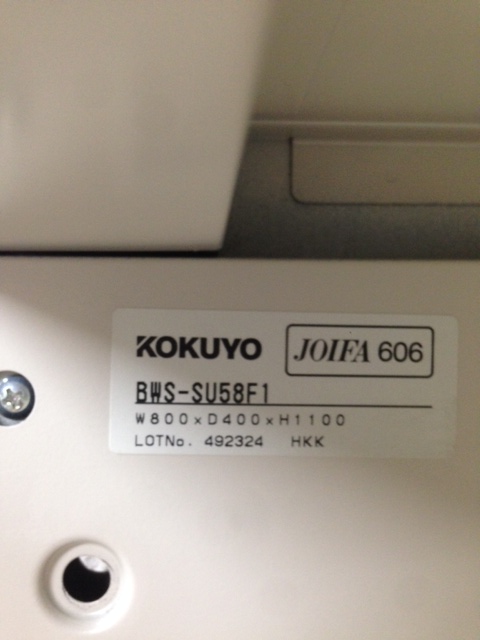 KOKUYO JOIFA 606
BWS-SU58F1
W800×D400×H1100
LOTNo. 492324 HKK